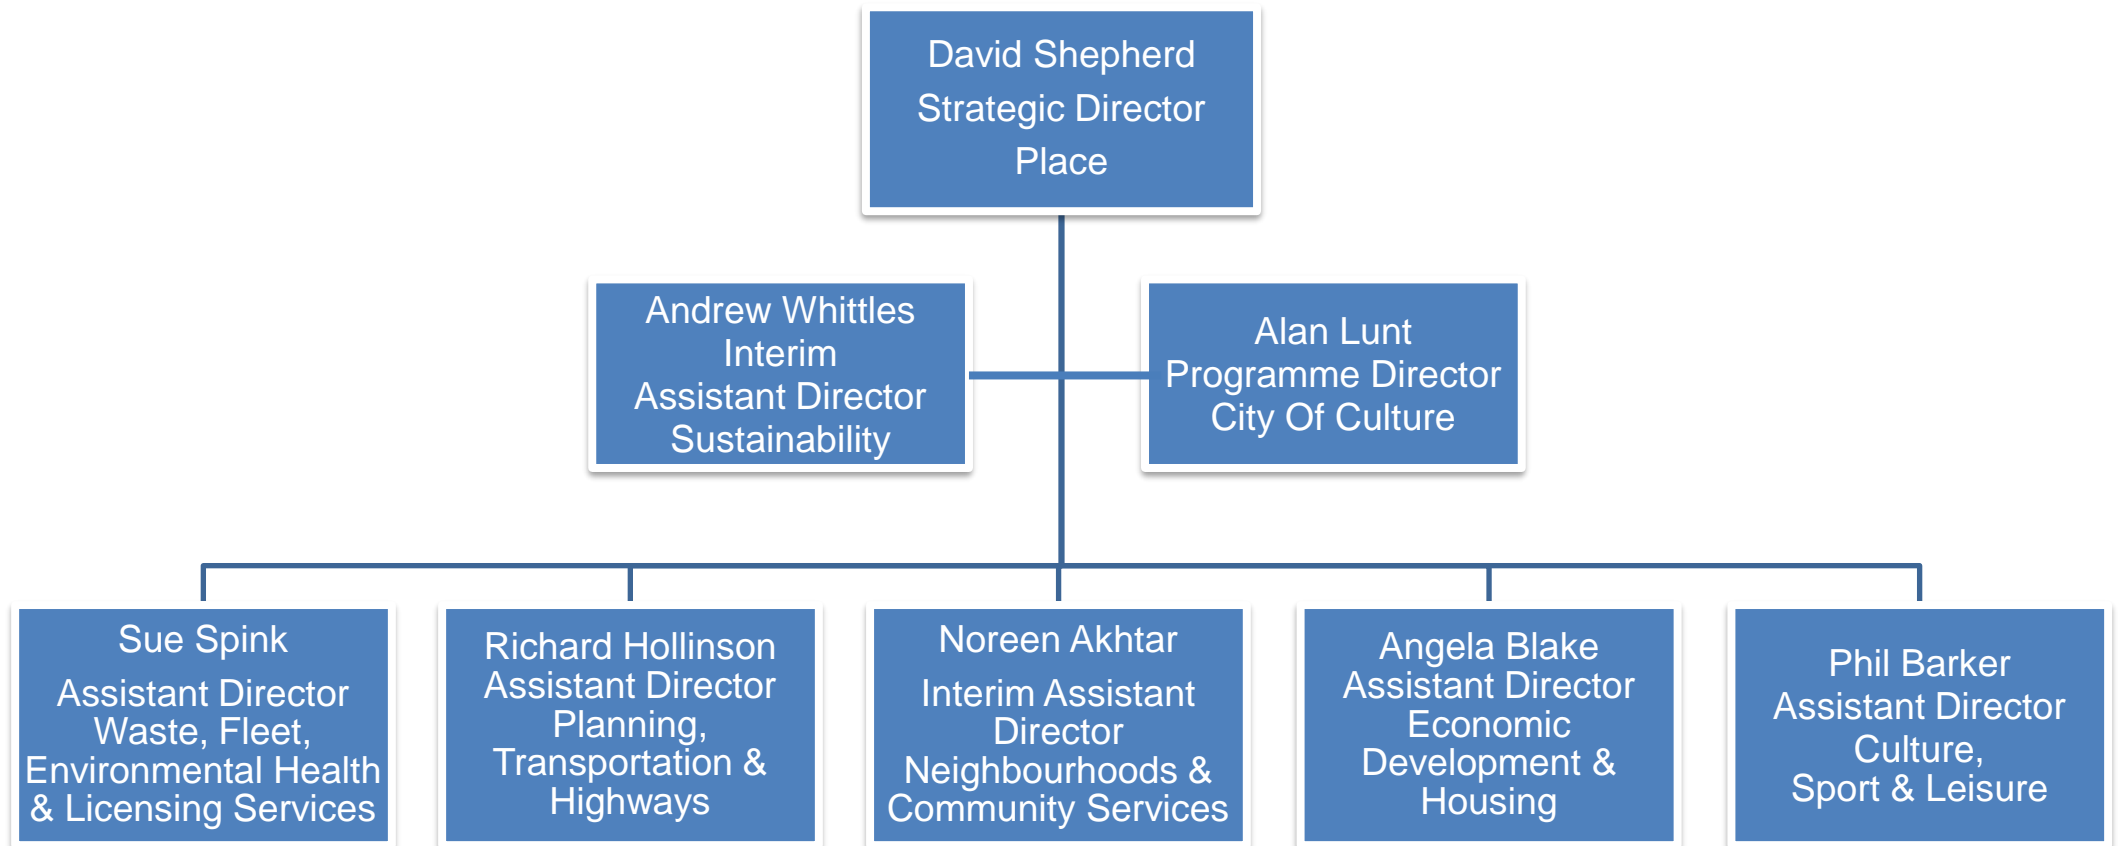 David Shepherd
Strategic Director
Place
Andrew Whittles
Interim
Assistant Director
Sustainability
Alan Lunt
Programme Director
City Of Culture
Sue Spink
Assistant Director
Waste, Fleet,
Environmental Health
& Licensing Services
Richard Hollinson
Assistant Director
Planning,
Transportation &
Highways
Noreen Akhtar
Interim Assistant
Director
Neighbourhoods &
Community Services
Angela Blake
Assistant Director
Economic
Development &
Housing
Phil Barker
Assistant Director
Culture,
Sport & Leisure